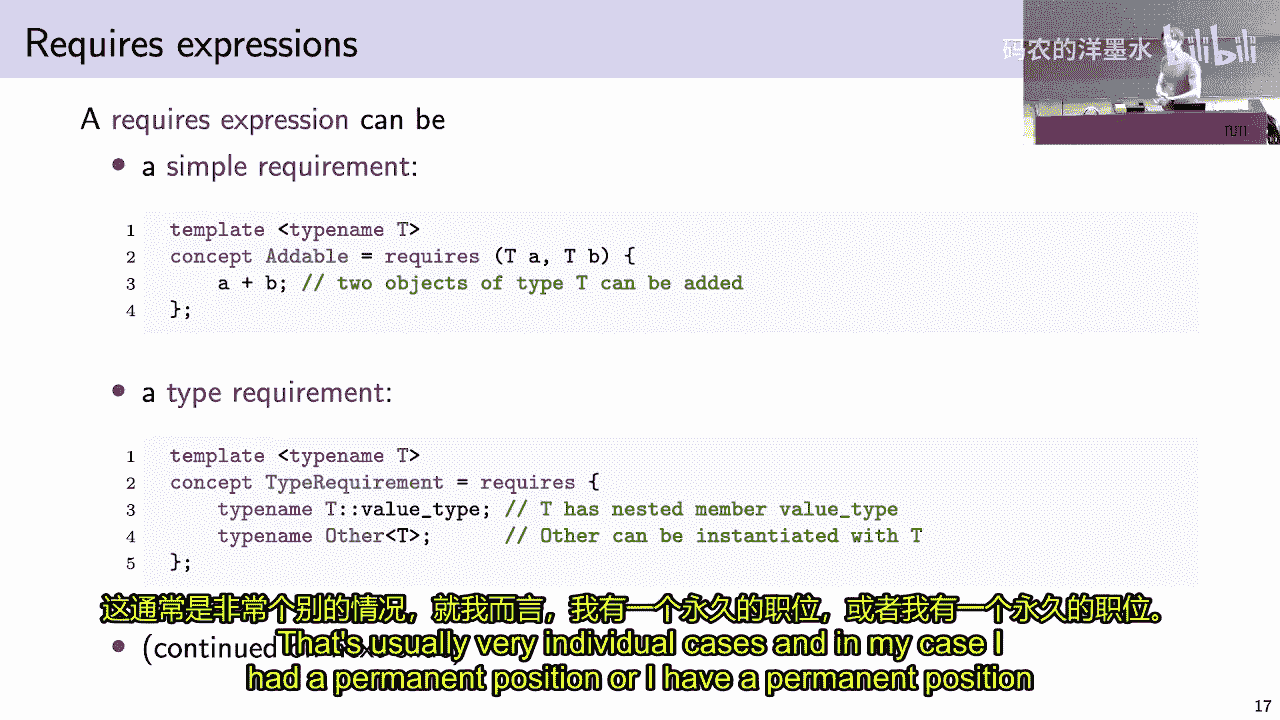 Requires expressions
码农的洋墨水 bilibili
TUM
A requires expression can be
• a simple requirement:
1 template <typename T>
2 concept Addable = requires (T a, T b) {
3 a + b; // two objects of type T can be added
4 };
• a type requirement:
1 template <typename T>
2 concept TypeRequirement = requires {
3 typename T::value_type; // T has nested member value_type
4 typename Other<T>; // Other can be instantiated with T
5 };
这通常是非常个别的情况，就我而言，我有一个永久的职位，或者我有一个永久的职位。
• (continued
That's usually very individual cases and in my case I
had a permanent position or I have a permanent position
17